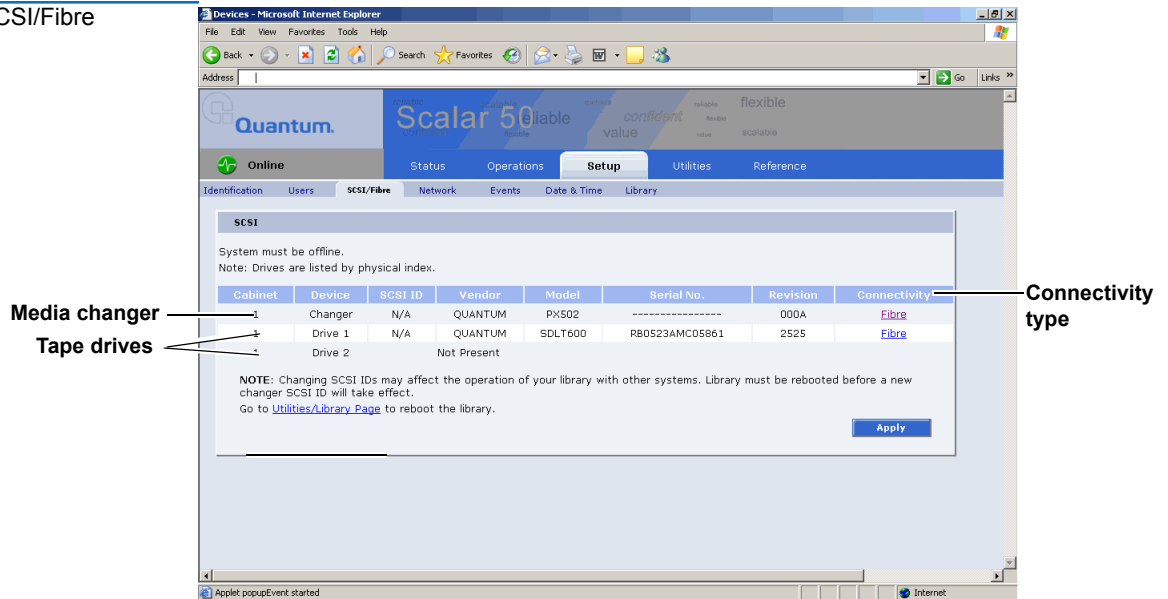 CSI/Fibre
Devices - Microsoft Internet Explorer
File Edit View Favorites Tools Help
Back Search Favorites
Address Go Links »
Quantum.
Scalar 50
reliable
value
confident
reliable
flexible
value
scalable
flexible
Online
Status Operations Setup Utilities Reference
Identification Users SCSI/Fibre Network Events Date & Time Library
SCSI
System must be offline.
Note: Drives are listed by physical index.
Cabinet Device SCSI ID Vendor Model Serial No. Revision Connectivity
Connectivity type
Media changer
1 Changer N/A QUANTUM PX502 --------------- 000A Fibre
Tape drives
1 Drive 1 N/A QUANTUM SDLT600 RB0523AMC05861 2525 Fibre
1 Drive 2 Not Present
NOTE: Changing SCSI IDs may affect the operation of your library with other systems. Library must be rebooted before a new
changer SCSI ID will take effect.
Go to Utilities/Library Page to reboot the library.
Apply
Applet popupEvent started
Internet